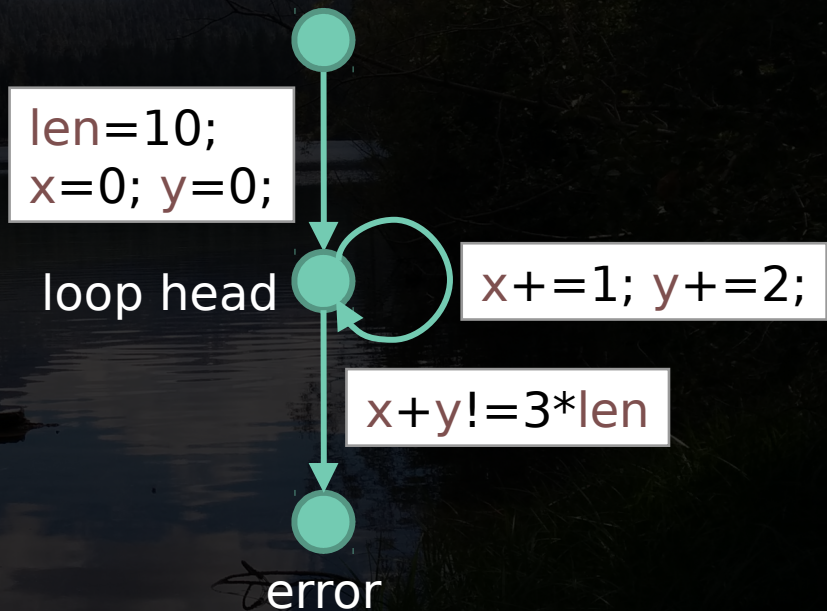 len=10;
x=0; y=0;
loop head
x+=1; y+=2;
x+y!=3*len
error